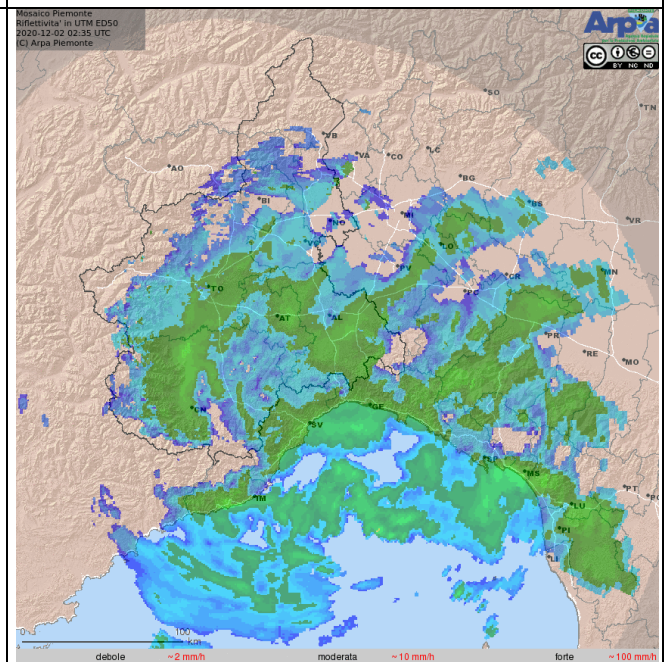 Mosaico Piemonte
Riflettivita' in UTM ED50
2020-12-02 02:35 UTC
(C) Arpa Piemonte
Arpa
cc
BY NC ND
SO
TN
VB
VA
CO
LC
AO
BG
BI
NO
MI
BS
VR
LO
PV
TO
CR
MN
PC
AT
AL
PR
RE
MO
CN
GE
SV
SP
MS
IM
PT
LU
PI
LI
0
100
km
debole ~2 mm/h moderata ~10 mm/h forte ~100 mm/h